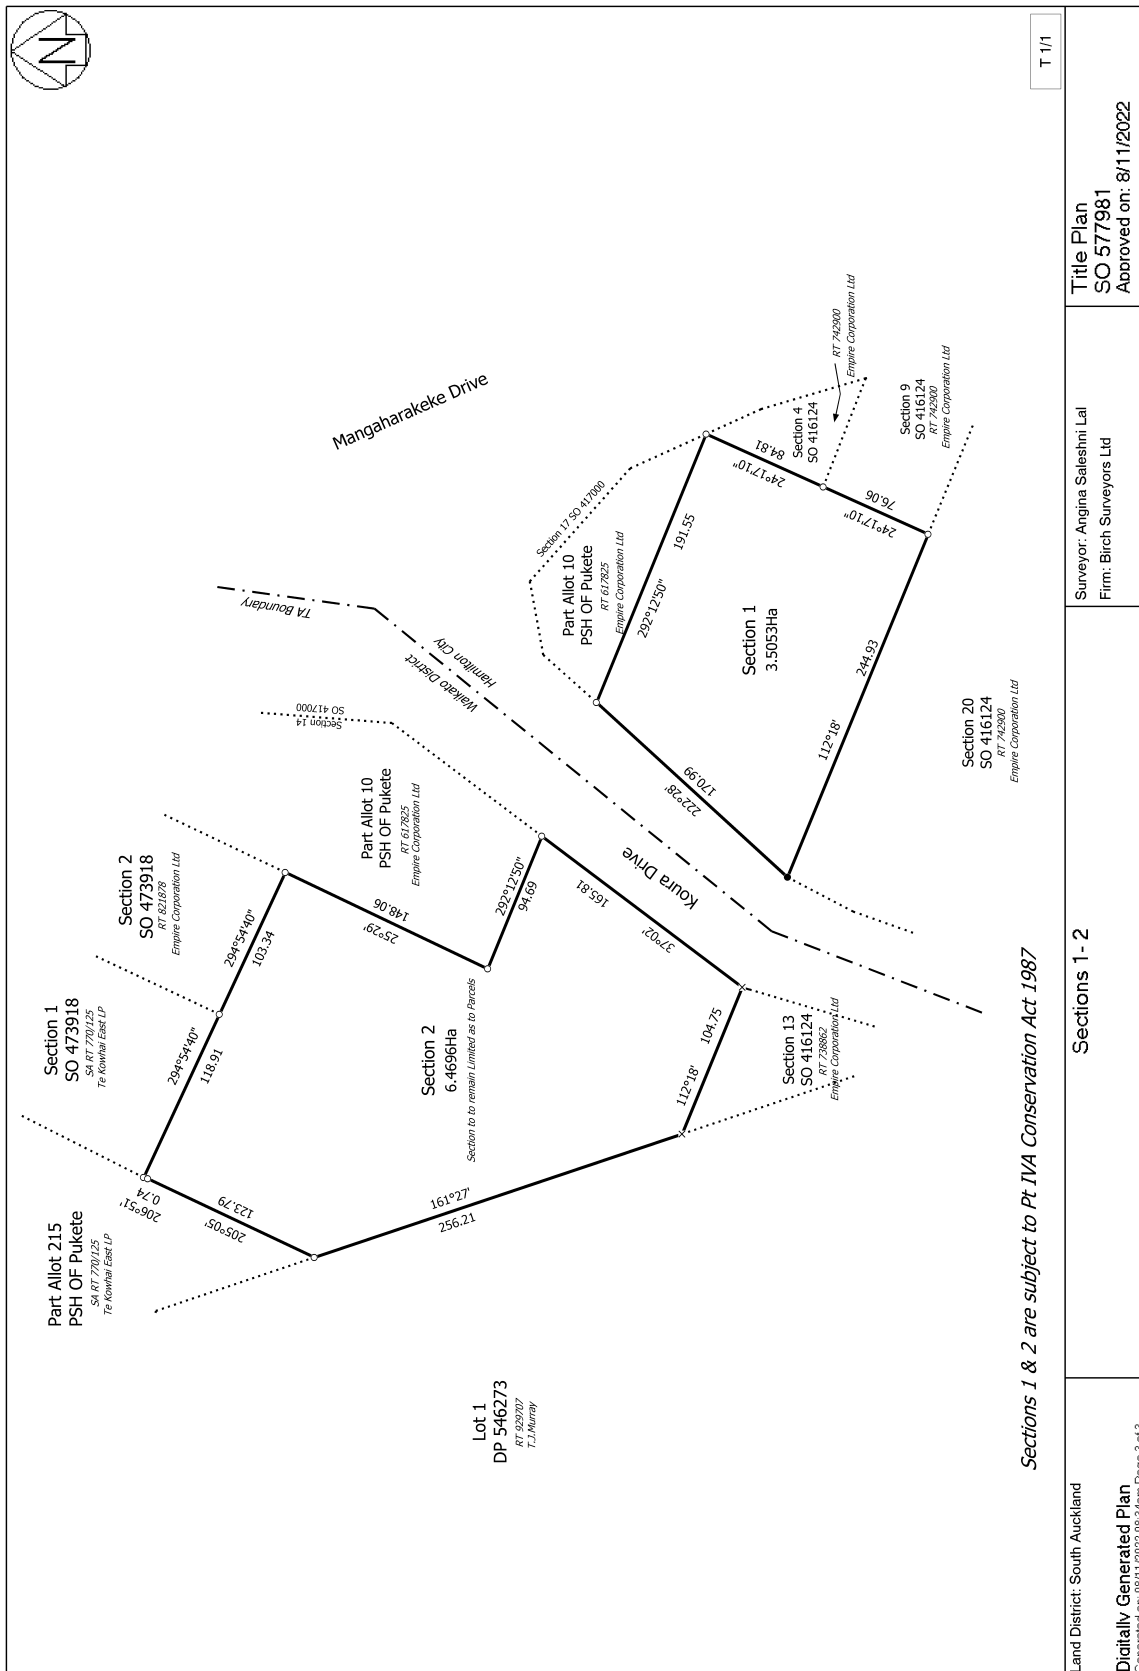 N
T 1/1
Mangaharakeke Drive
TA Boundary
Hamilton City
Waikato District
Koura Drive
Section 1
SO 473918
SA RT 770/125
Te Kowhai East LP
Section 2
SO 473918
RT 821878
Empire Corporation Ltd
Part Allot 215
PSH OF Pukete
SA RT 770/125
Te Kowhai East LP
294°54'40"
118.91
294°54'40"
103.34
206°51'
0.74
205°05'
123.79
148.06
25°29'
292°12'50"
94.69
165.81
37°02'
104.75
112°18'
161°27'
256.21
Section 2
6.4696Ha
Section to to remain Limited as to Parcels
Part Allot 10
PSH OF Pukete
RT 617825
Empire Corporation Ltd
Section 14
SO 417000
Section 17 SO 417000
Part Allot 10
PSH OF Pukete
RT 617825
Empire Corporation Ltd
191.55
292°12'50"
84.81
24°17'10"
76.06
24°17'10"
244.93
112°18'
170.99
222°28'
Section 1
3.5053Ha
Section 4
SO 416124
RT 742900
Empire Corporation Ltd
Section 9
SO 416124
RT 742900
Empire Corporation Ltd
Section 20
SO 416124
RT 742900
Empire Corporation Ltd
Section 13
SO 416124
RT 738862
Empire Corporation Ltd
Lot 1
DP 546273
RT 929707
T.J.Murray
Sections 1 & 2 are subject to Pt IVA Conservation Act 1987
Land District: South Auckland
Digitally Generated Plan
Generated on: 08/11/2022 08:34am Page 3 of 3
Sections 1- 2
Surveyor: Angina Saleshni Lal
Firm: Birch Surveyors Ltd
Title Plan
SO 577981
Approved on: 8/11/2022